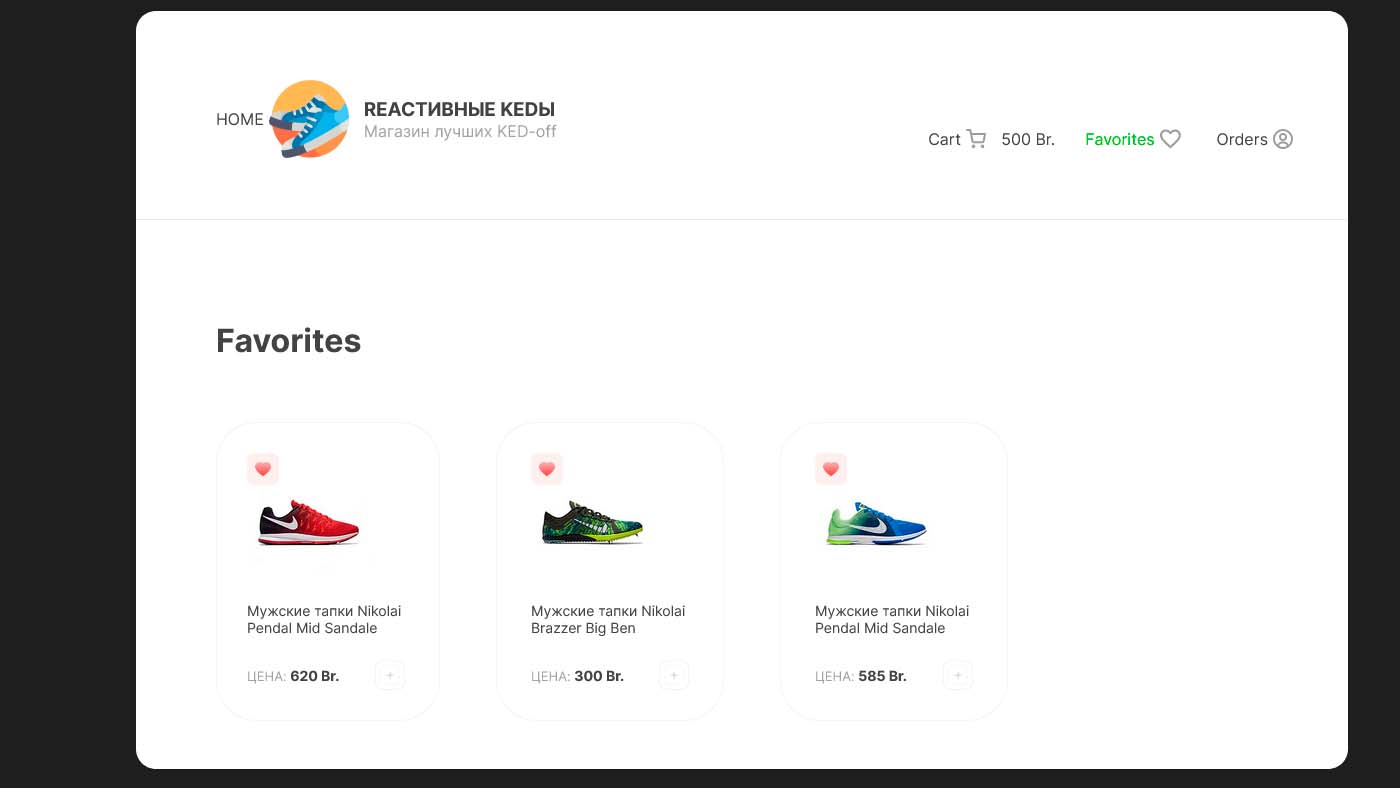 HOME
REАСТИВНЫЕ KEDЫ
Магазин лучших KED-off
Cart 500 Br. Favorites Orders
Favorites
Мужские тапки Nikolai
Pendal Mid Sandale
ЦЕНА: 620 Br. +
Мужские тапки Nikolai
Brazzer Big Ben
ЦЕНА: 300 Br. +
Мужские тапки Nikolai
Pendal Mid Sandale
ЦЕНА: 585 Br. +